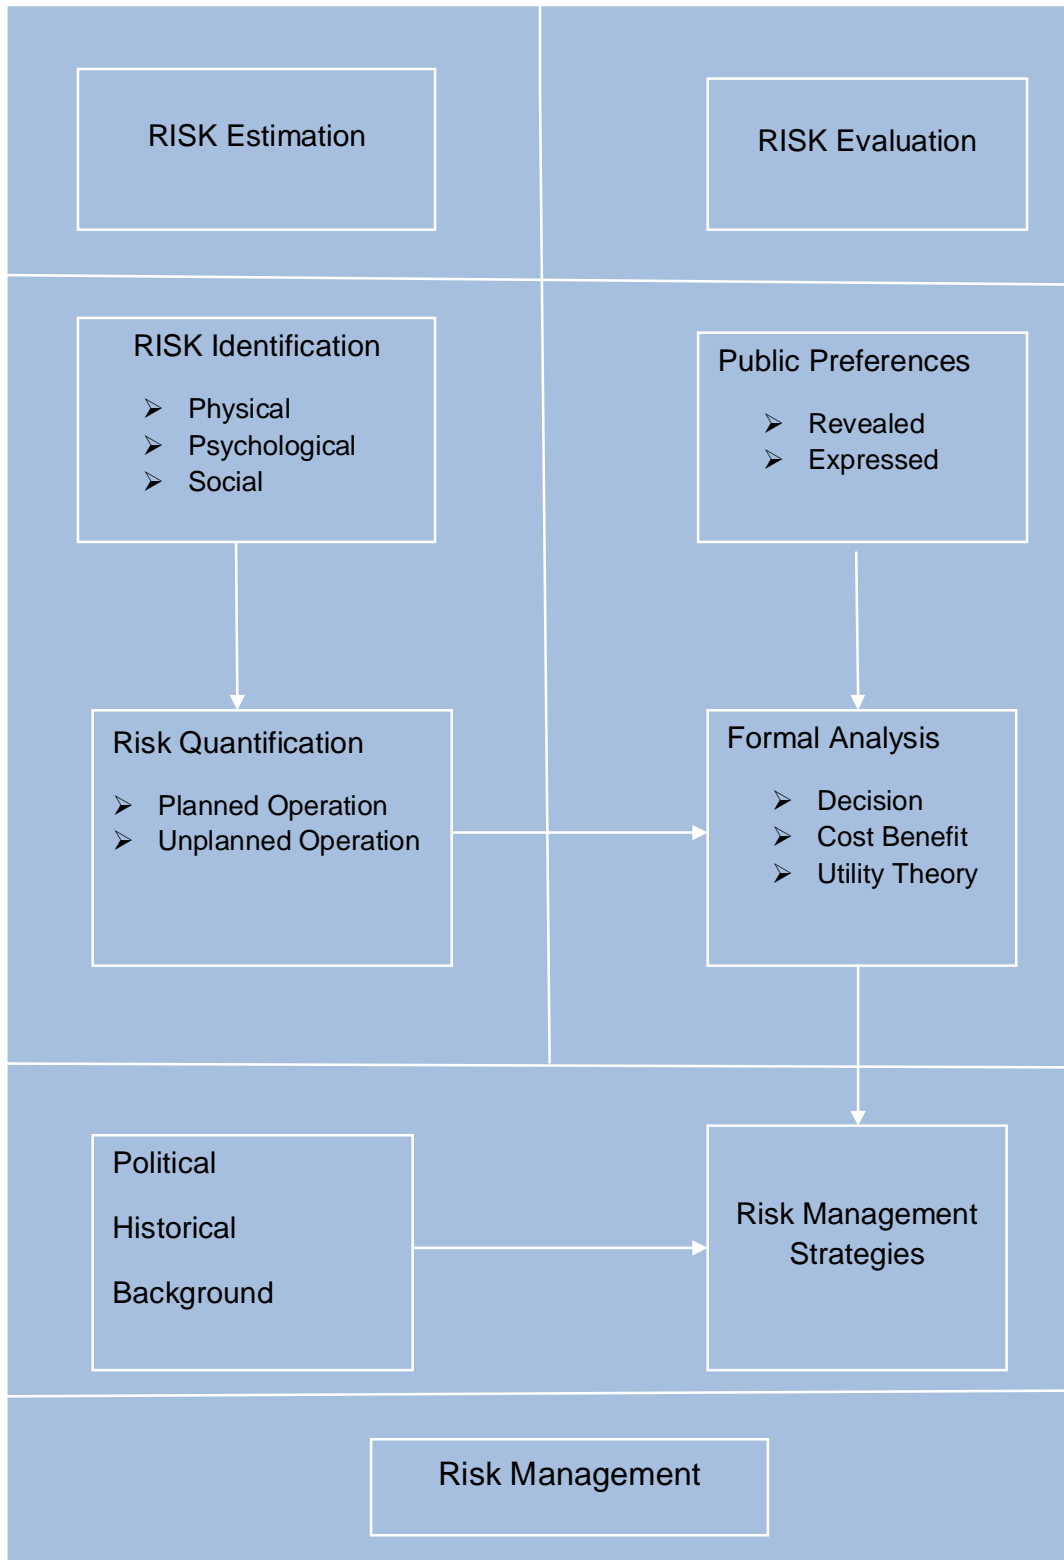 RISK Estimation
RISK Evaluation
RISK Identification
➢ Physical
➢ Psychological
➢ Social
Public Preferences
➢ Revealed
➢ Expressed
Risk Quantification
➢ Planned Operation
➢ Unplanned Operation
Formal Analysis
➢ Decision
➢ Cost Benefit
➢ Utility Theory
Political
Historical
Background
Risk Management
Strategies
Risk Management